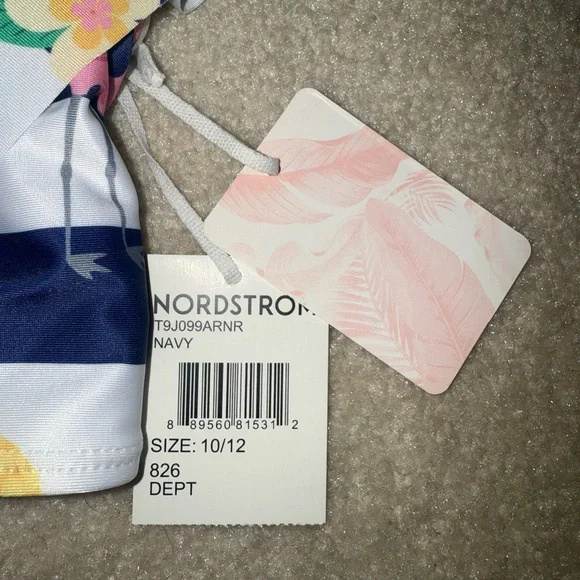 NORDSTROM
T9J099ARNR
NAVY
8 89560 81531 2
SIZE: 10/12
826
DEPT